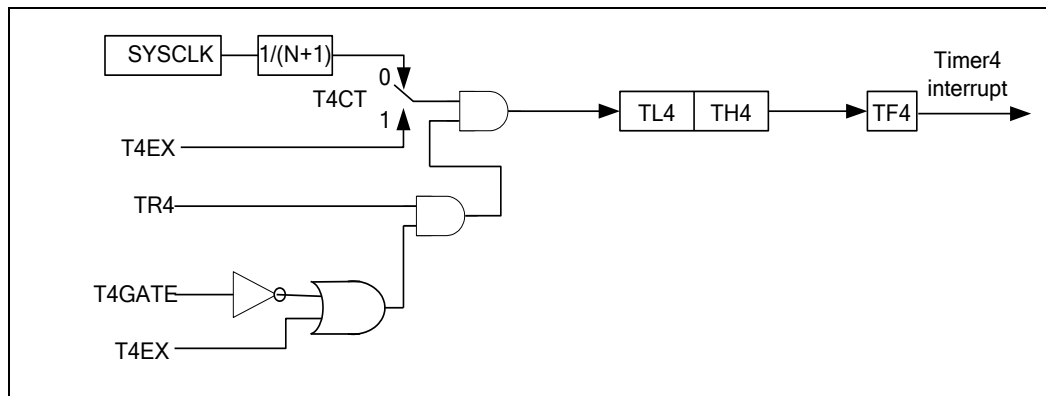 SYSCLK
1/(N+1)
0
T4CT
1
T4EX
TR4
T4GATE
T4EX
TL4
TH4
TF4
Timer4
interrupt